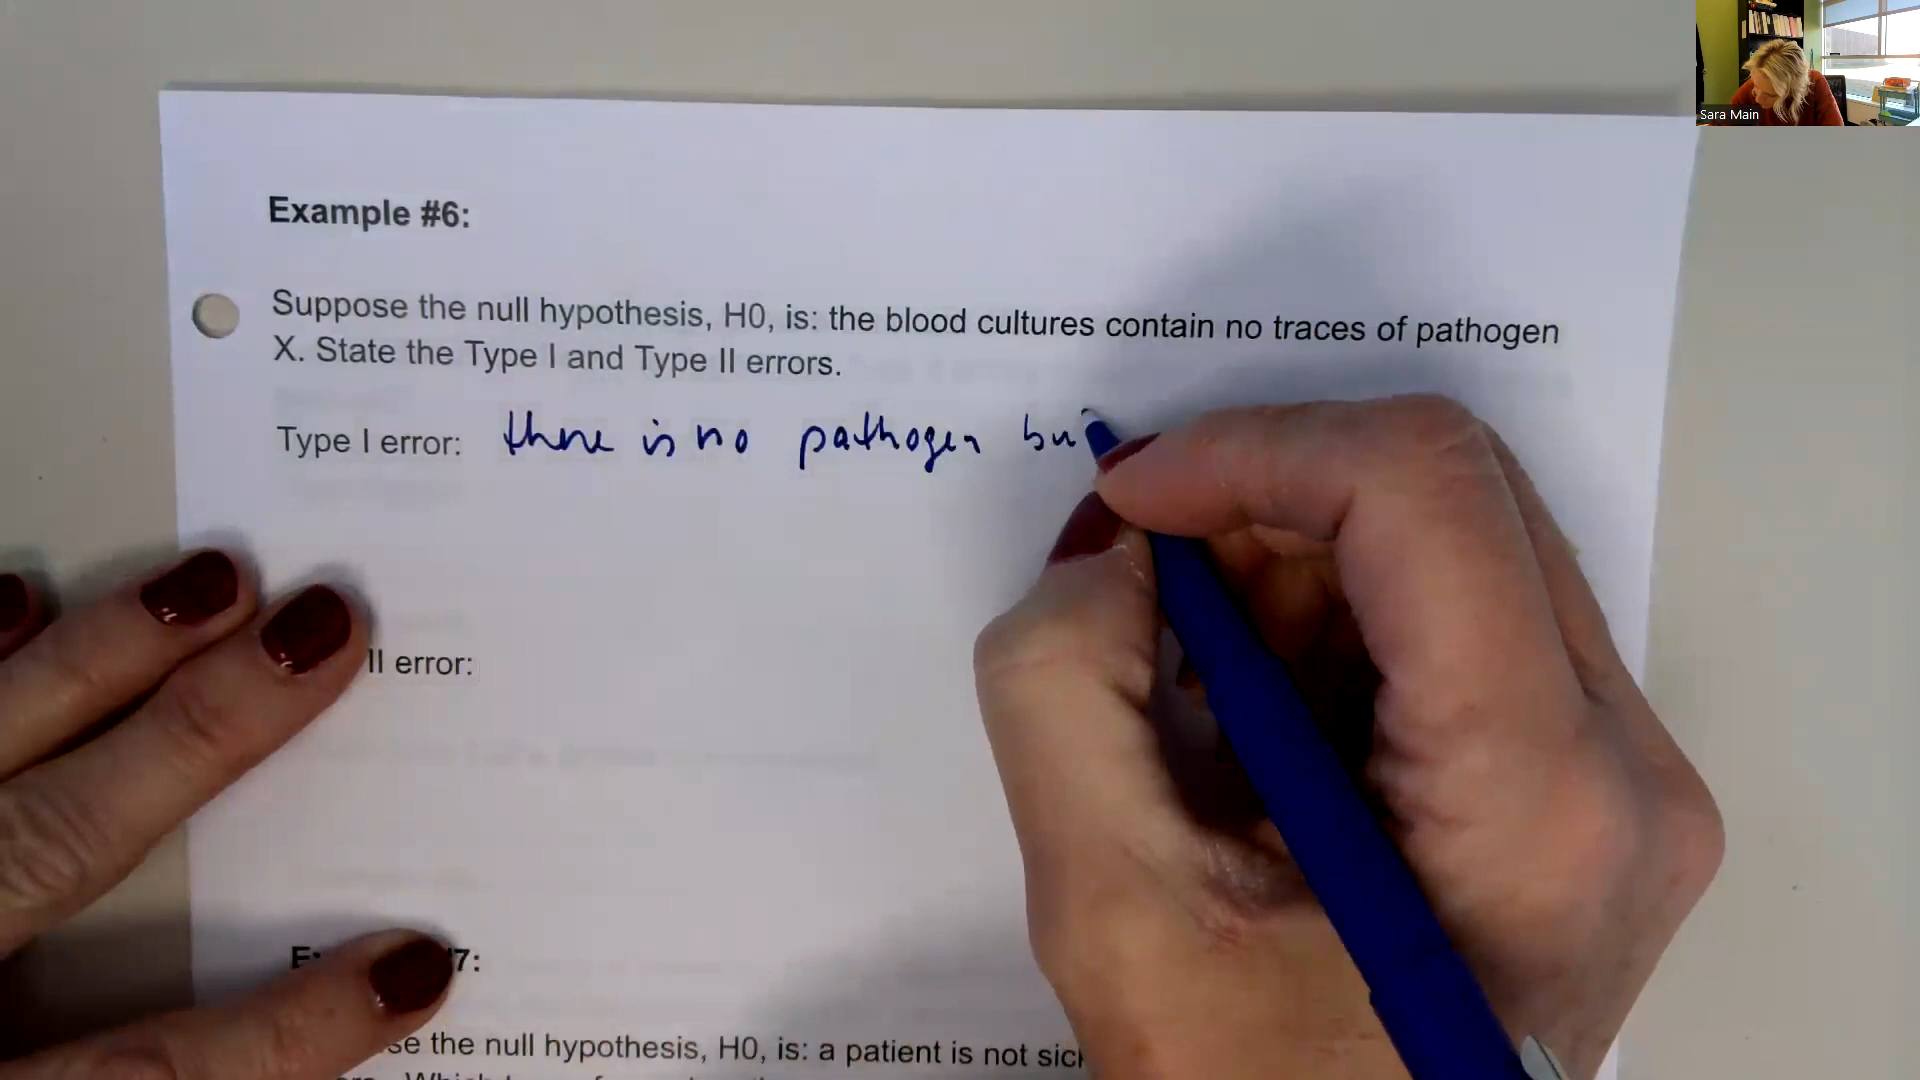 Sara Main
Example #6:
Suppose the null hypothesis, H0, is: the blood cultures contain no traces of pathogen
X. State the Type I and Type II errors.
Type I error: there is no pathogen bu
II error:
7:
se the null hypothesis, H0, is: a patient is not sick